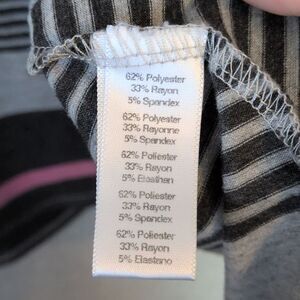 62% Polyester
33% Rayon
5% Spandex
62% Polyester
33% Rayonne
5% Spandex
62% Poliester
33% Rayon
5% Elasthan
62% Poliester
33% Rayon
5% Spandex
62% Poliester
33% Rayon
5% Elastano